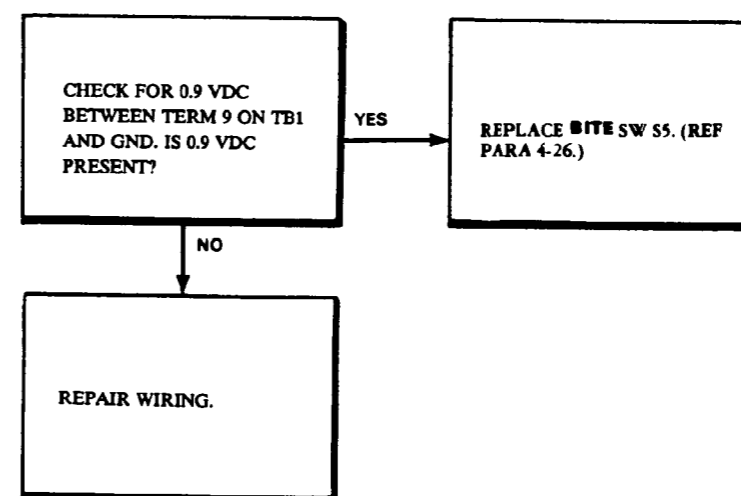 CHECK FOR 0.9 VDC
BETWEEN TERM 9 ON TB1
AND GND. IS 0.9 VDC
PRESENT?
YES
REPLACE BITE SW S5. (REF
PARA 4-26.)
NO
REPAIR WIRING.